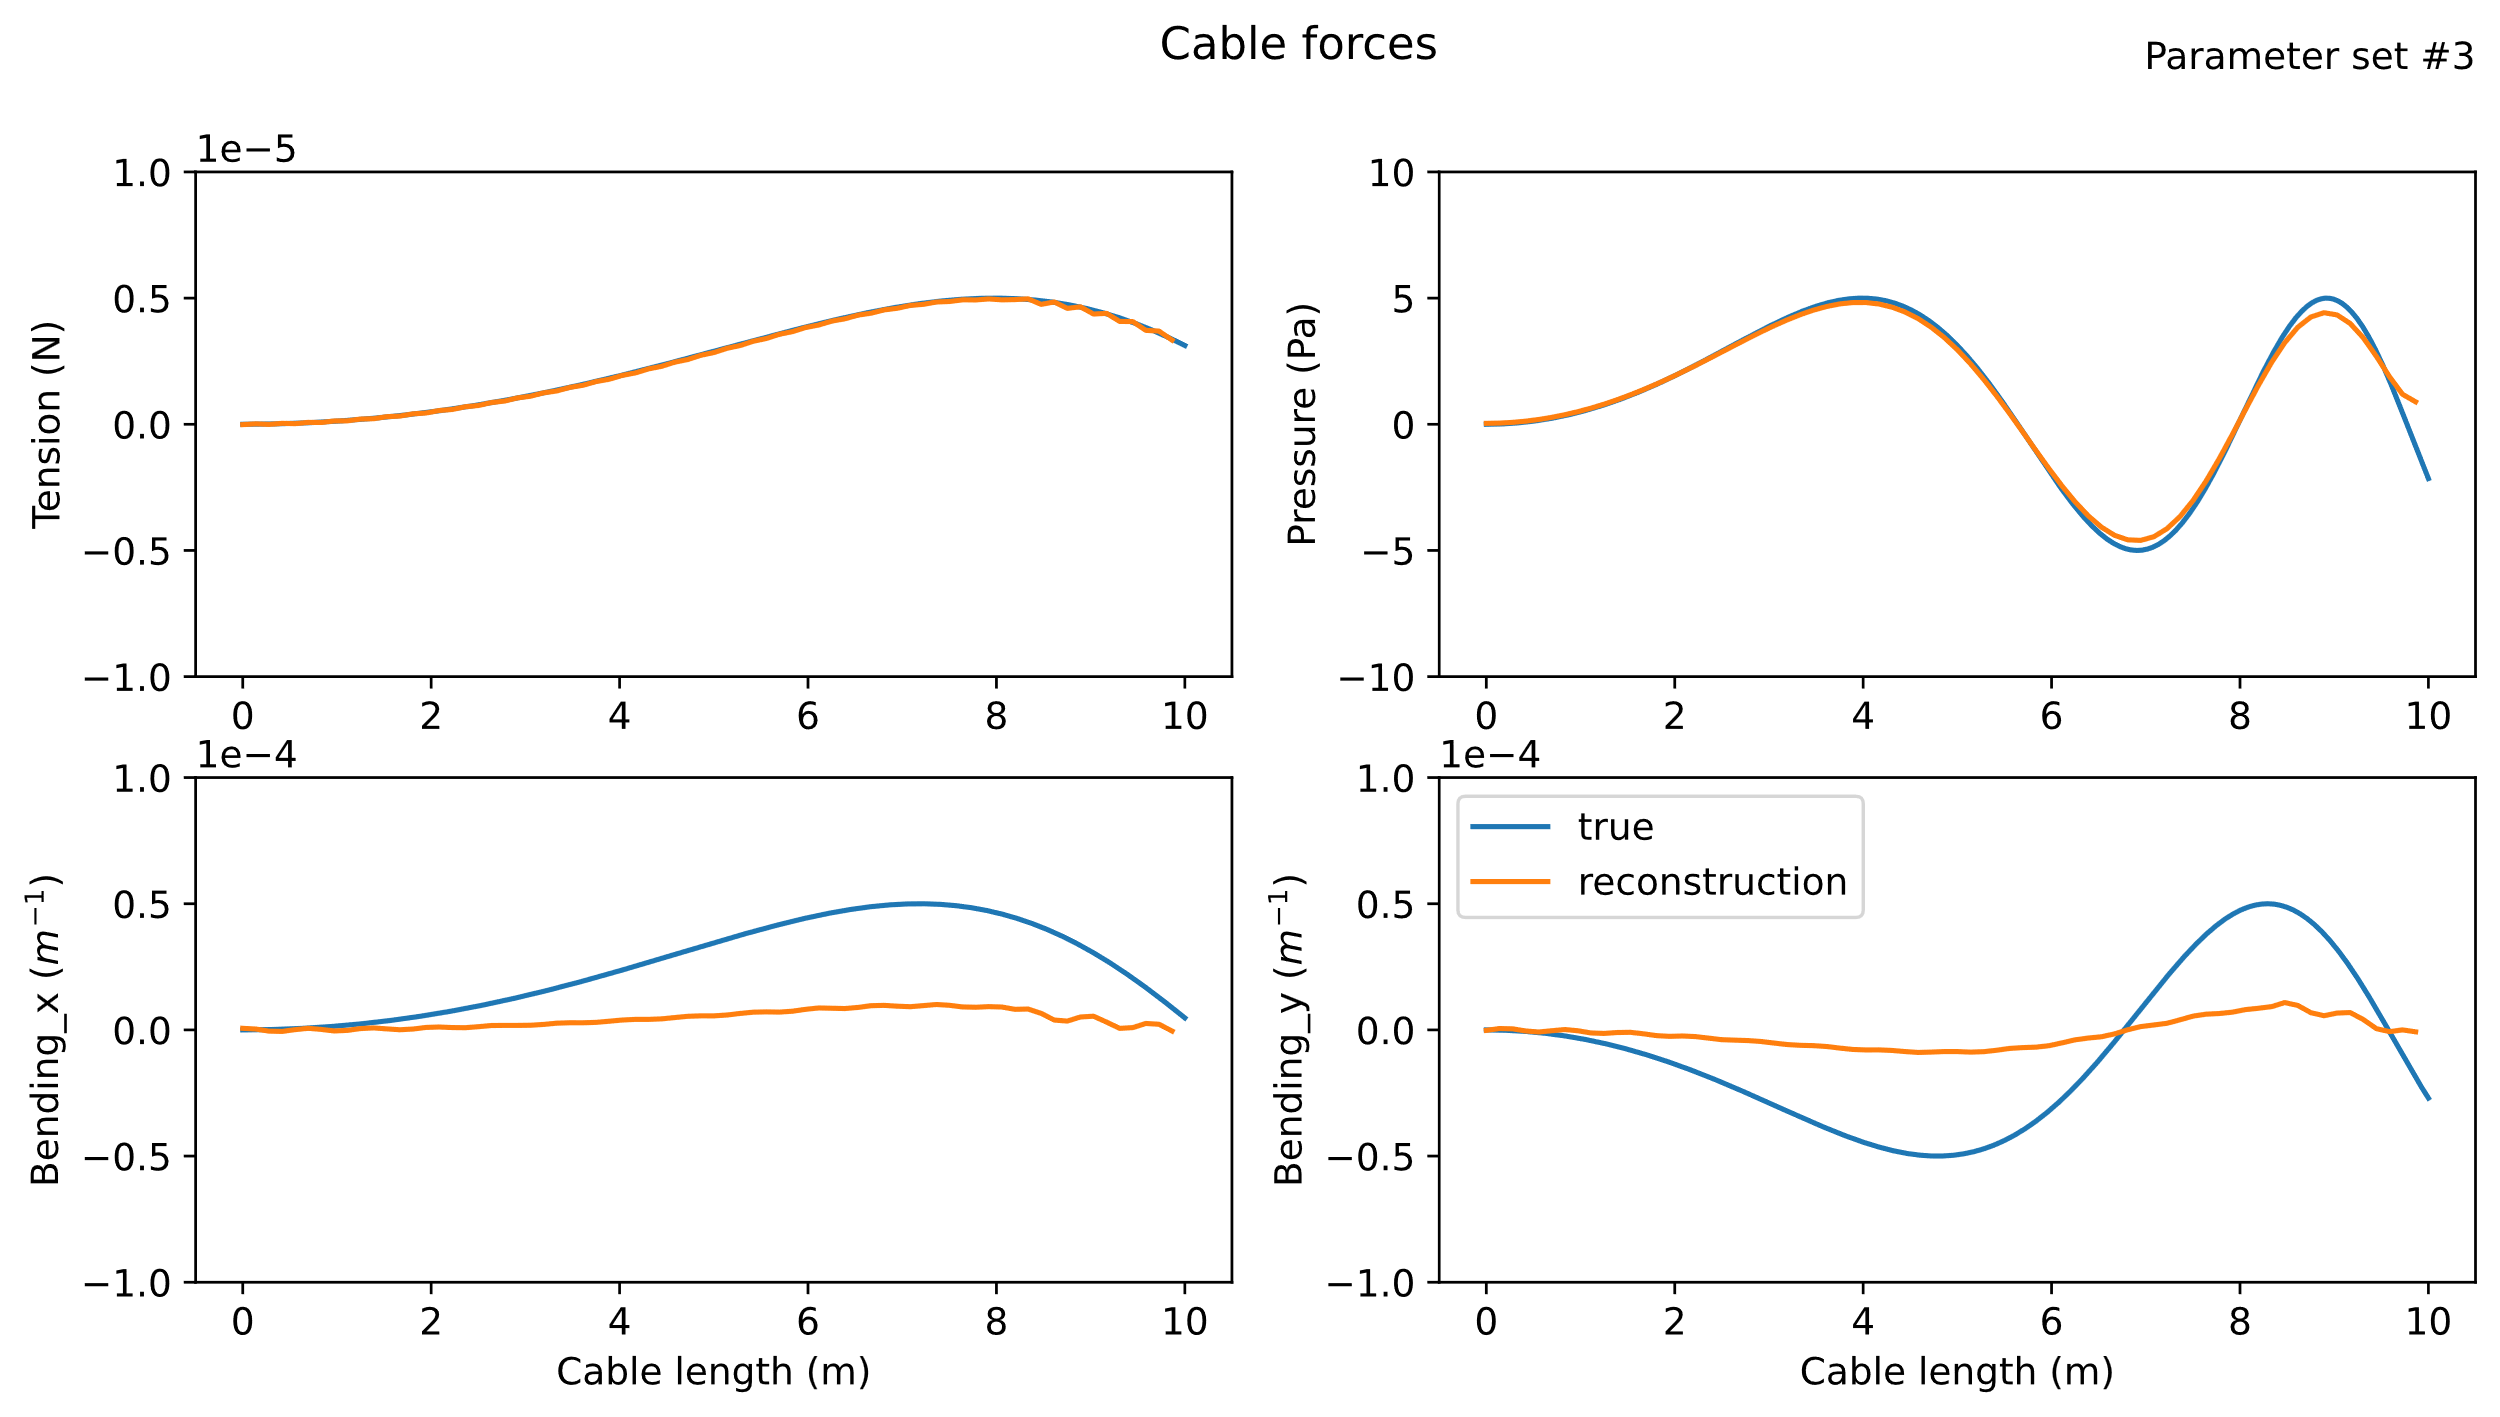 Cable forces
Parameter set #3
1e−5
1.0
0.5
0.0
−0.5
−1.0
Tension (N)
0 2 4 6 8 10
10
5
0
−5
−10
Pressure (Pa)
0 2 4 6 8 10
1e−4
1.0
0.5
0.0
−0.5
−1.0
Bending_x (m⁻¹)
0 2 4 6 8 10
Cable length (m)
1e−4
1.0
0.5
0.0
−0.5
−1.0
Bending_y (m⁻¹)
true
reconstruction
0 2 4 6 8 10
Cable length (m)